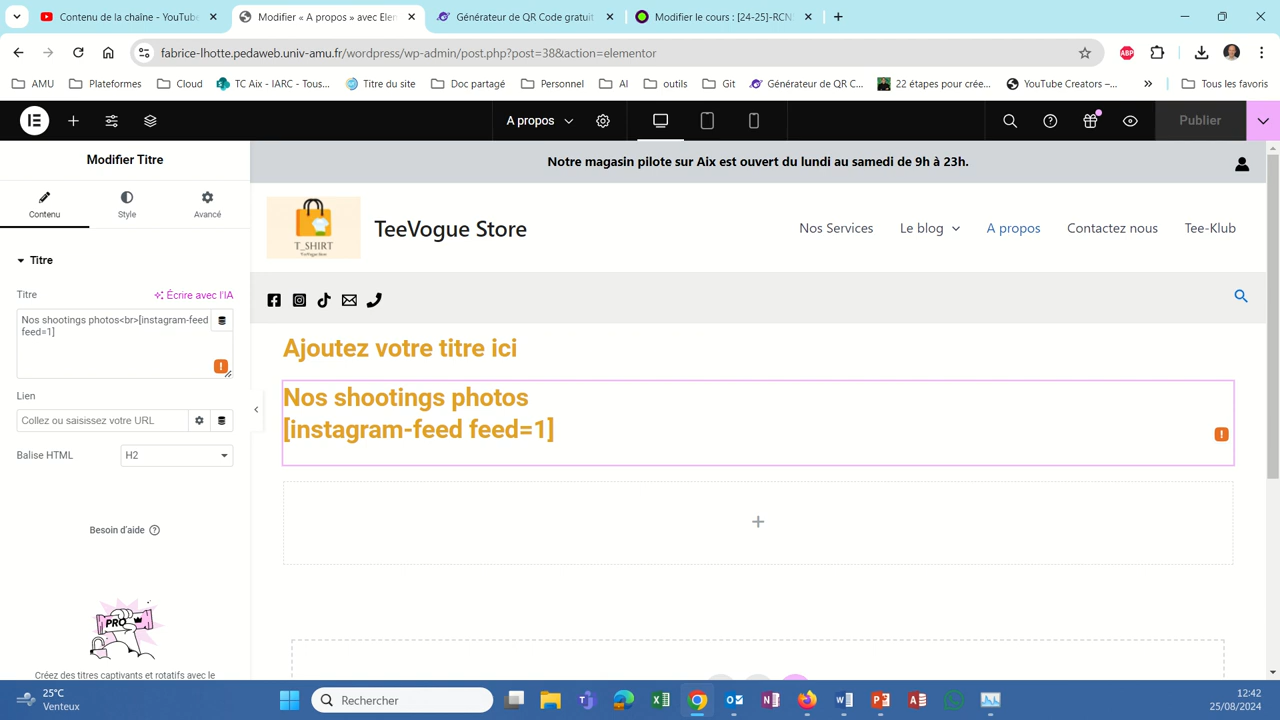 Contenu de la chaîne - YouTube
Modifier « A propos » avec Elem
Générateur de QR Code gratuit
Modifier le cours : [24-25]-RCN
fabrice-lhotte.pedaweb.univ-amu.fr/wordpress/wp-admin/post.php?post=38&action=elementor
ABP
AMU
Plateformes
Cloud
TC Aix - IARC - Tous...
Titre du site
Doc partagé
Personnel
AI
outils
Git
Générateur de QR C...
22 étapes pour crée...
YouTube Creators –...
Tous les favoris
A propos
Publier
Modifier Titre
Contenu
Style
Avancé
Titre
Titre
Écrire avec l'IA
Nos shootings photos<br>[instagram-feed
feed=1]
Lien
Collez ou saisissez votre URL
Balise HTML
H2
Besoin d'aide
PRO
Créez des titres captivants et rotatifs avec le
Notre magasin pilote sur Aix est ouvert du lundi au samedi de 9h à 23h.
T_SHIRT
TeeVogue Store
TeeVogue Store
Nos Services
Le blog
A propos
Contactez nous
Tee-Klub
Ajoutez votre titre ici
Nos shootings photos
[instagram-feed feed=1]
25°C
Venteux
Rechercher
12:42
25/08/2024